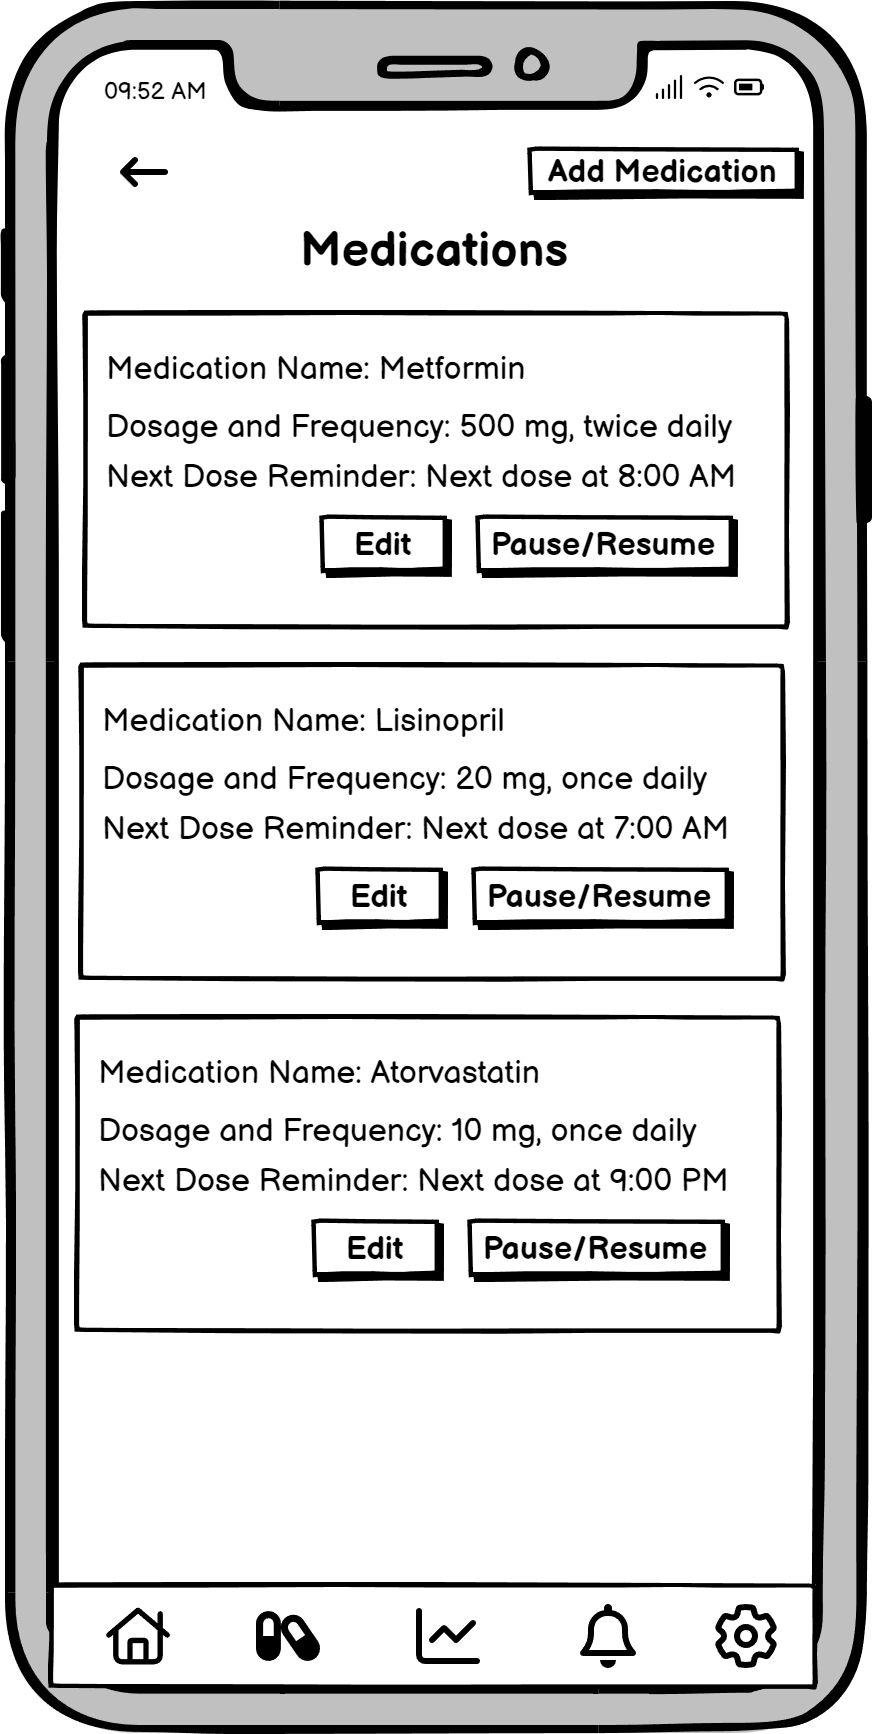 09:52 AM
Add Medication
Medications
Medication Name: Metformin
Dosage and Frequency: 500 mg, twice daily
Next Dose Reminder: Next dose at 8:00 AM
Edit Pause/Resume
Medication Name: Lisinopril
Dosage and Frequency: 20 mg, once daily
Next Dose Reminder: Next dose at 7:00 AM
Edit Pause/Resume
Medication Name: Atorvastatin
Dosage and Frequency: 10 mg, once daily
Next Dose Reminder: Next dose at 9:00 PM
Edit Pause/Resume